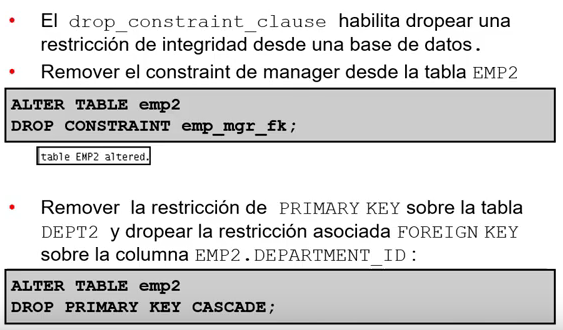 • El drop_constraint_clause habilita dropear una
restricción de integridad desde una base de datos.
• Remover el constraint de manager desde la tabla EMP2
ALTER TABLE emp2
DROP CONSTRAINT emp_mgr_fk;
table EMP2 altered.
• Remover la restricción de PRIMARY KEY sobre la tabla
DEPT2 y dropear la restricción asociada FOREIGN KEY
sobre la columna EMP2.DEPARTMENT_ID:
ALTER TABLE emp2
DROP PRIMARY KEY CASCADE;